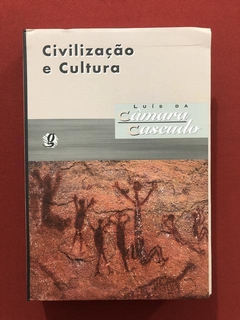 Civilização
e Cultura
Luís da
Câmara
Cascudo
g